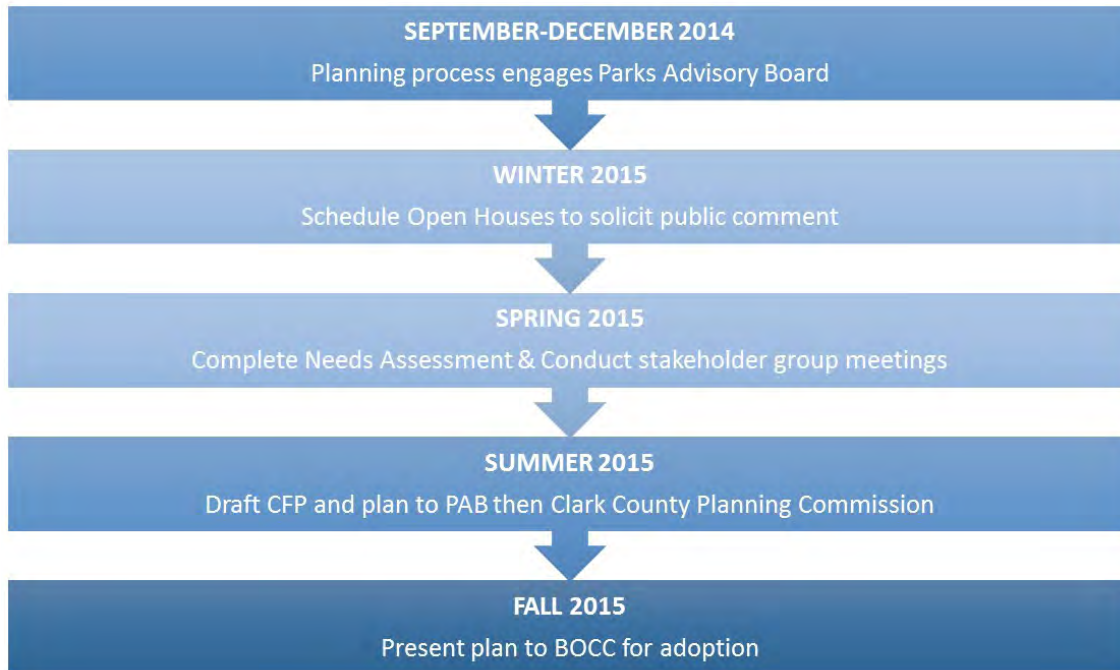 SEPTEMBER-DECEMBER 2014
Planning process engages Parks Advisory Board
WINTER 2015
Schedule Open Houses to solicit public comment
SPRING 2015
Complete Needs Assessment & Conduct stakeholder group meetings
SUMMER 2015
Draft CFP and plan to PAB then Clark County Planning Commission
FALL 2015
Present plan to BOCC for adoption